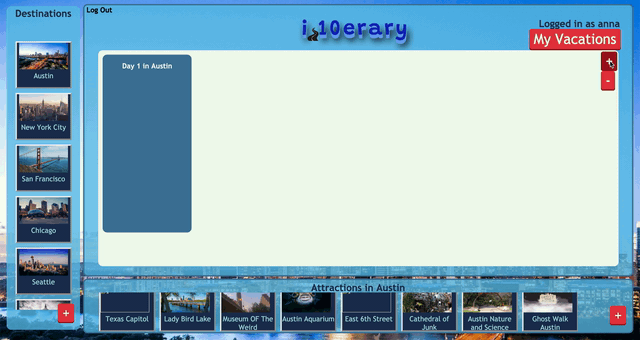 Destinations
Austin
New York City
San Francisco
Chicago
Seattle
+
Log Out
i 10erary
Logged in as anna
My Vacations
+
-
Day 1 in Austin
Attractions in Austin
Texas Capitol
Lady Bird Lake
Museum OF The
Weird
Austin Aquarium
East 6th Street
Cathedral of
Junk
Austin Nature
and Science
Ghost Walk
Austin
+